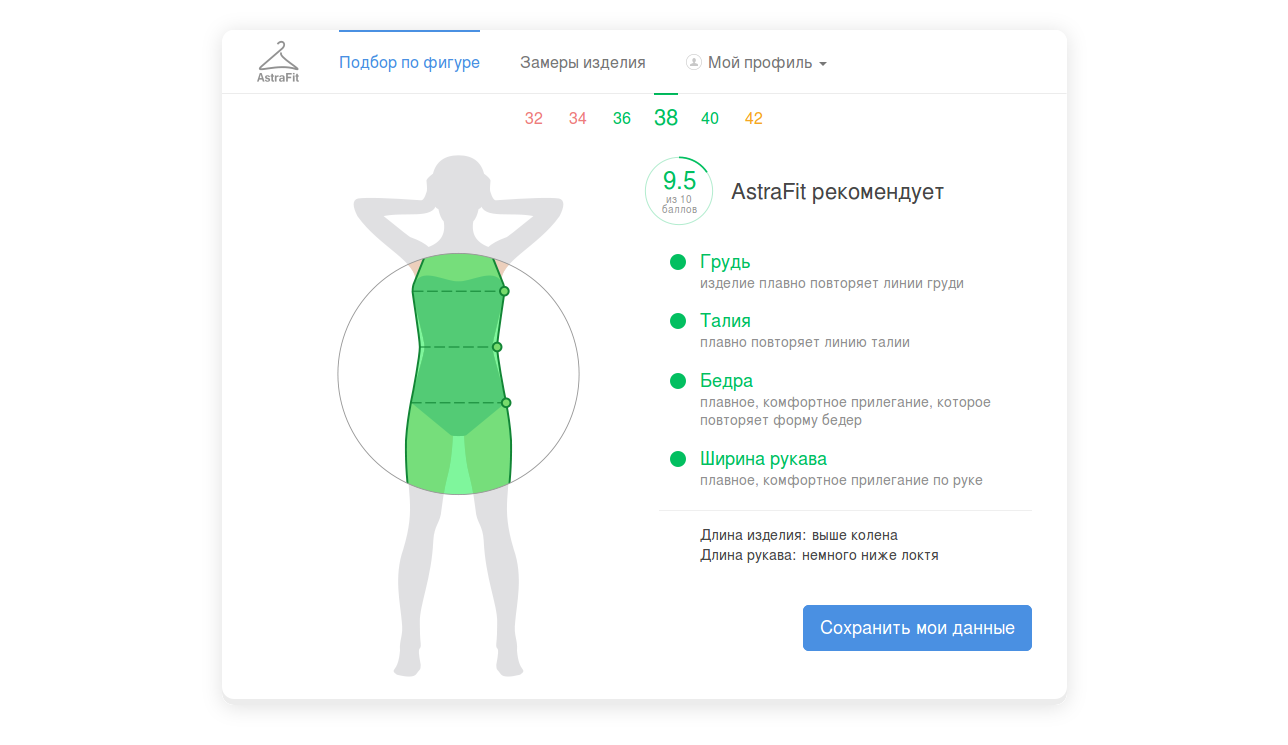 AstraFit
Подбор по фигуре
Замеры изделия
Мой профиль
32 34 36 38 40 42
9.5
из 10
баллов
AstraFit рекомендует
Грудь
изделие плавно повторяет линии груди
Талия
плавно повторяет линию талии
Бедра
плавное, комфортное прилегание, которое
повторяет форму бедер
Ширина рукава
плавное, комфортное прилегание по руке
Длина изделия: выше колена
Длина рукава: немного ниже локтя
Сохранить мои данные